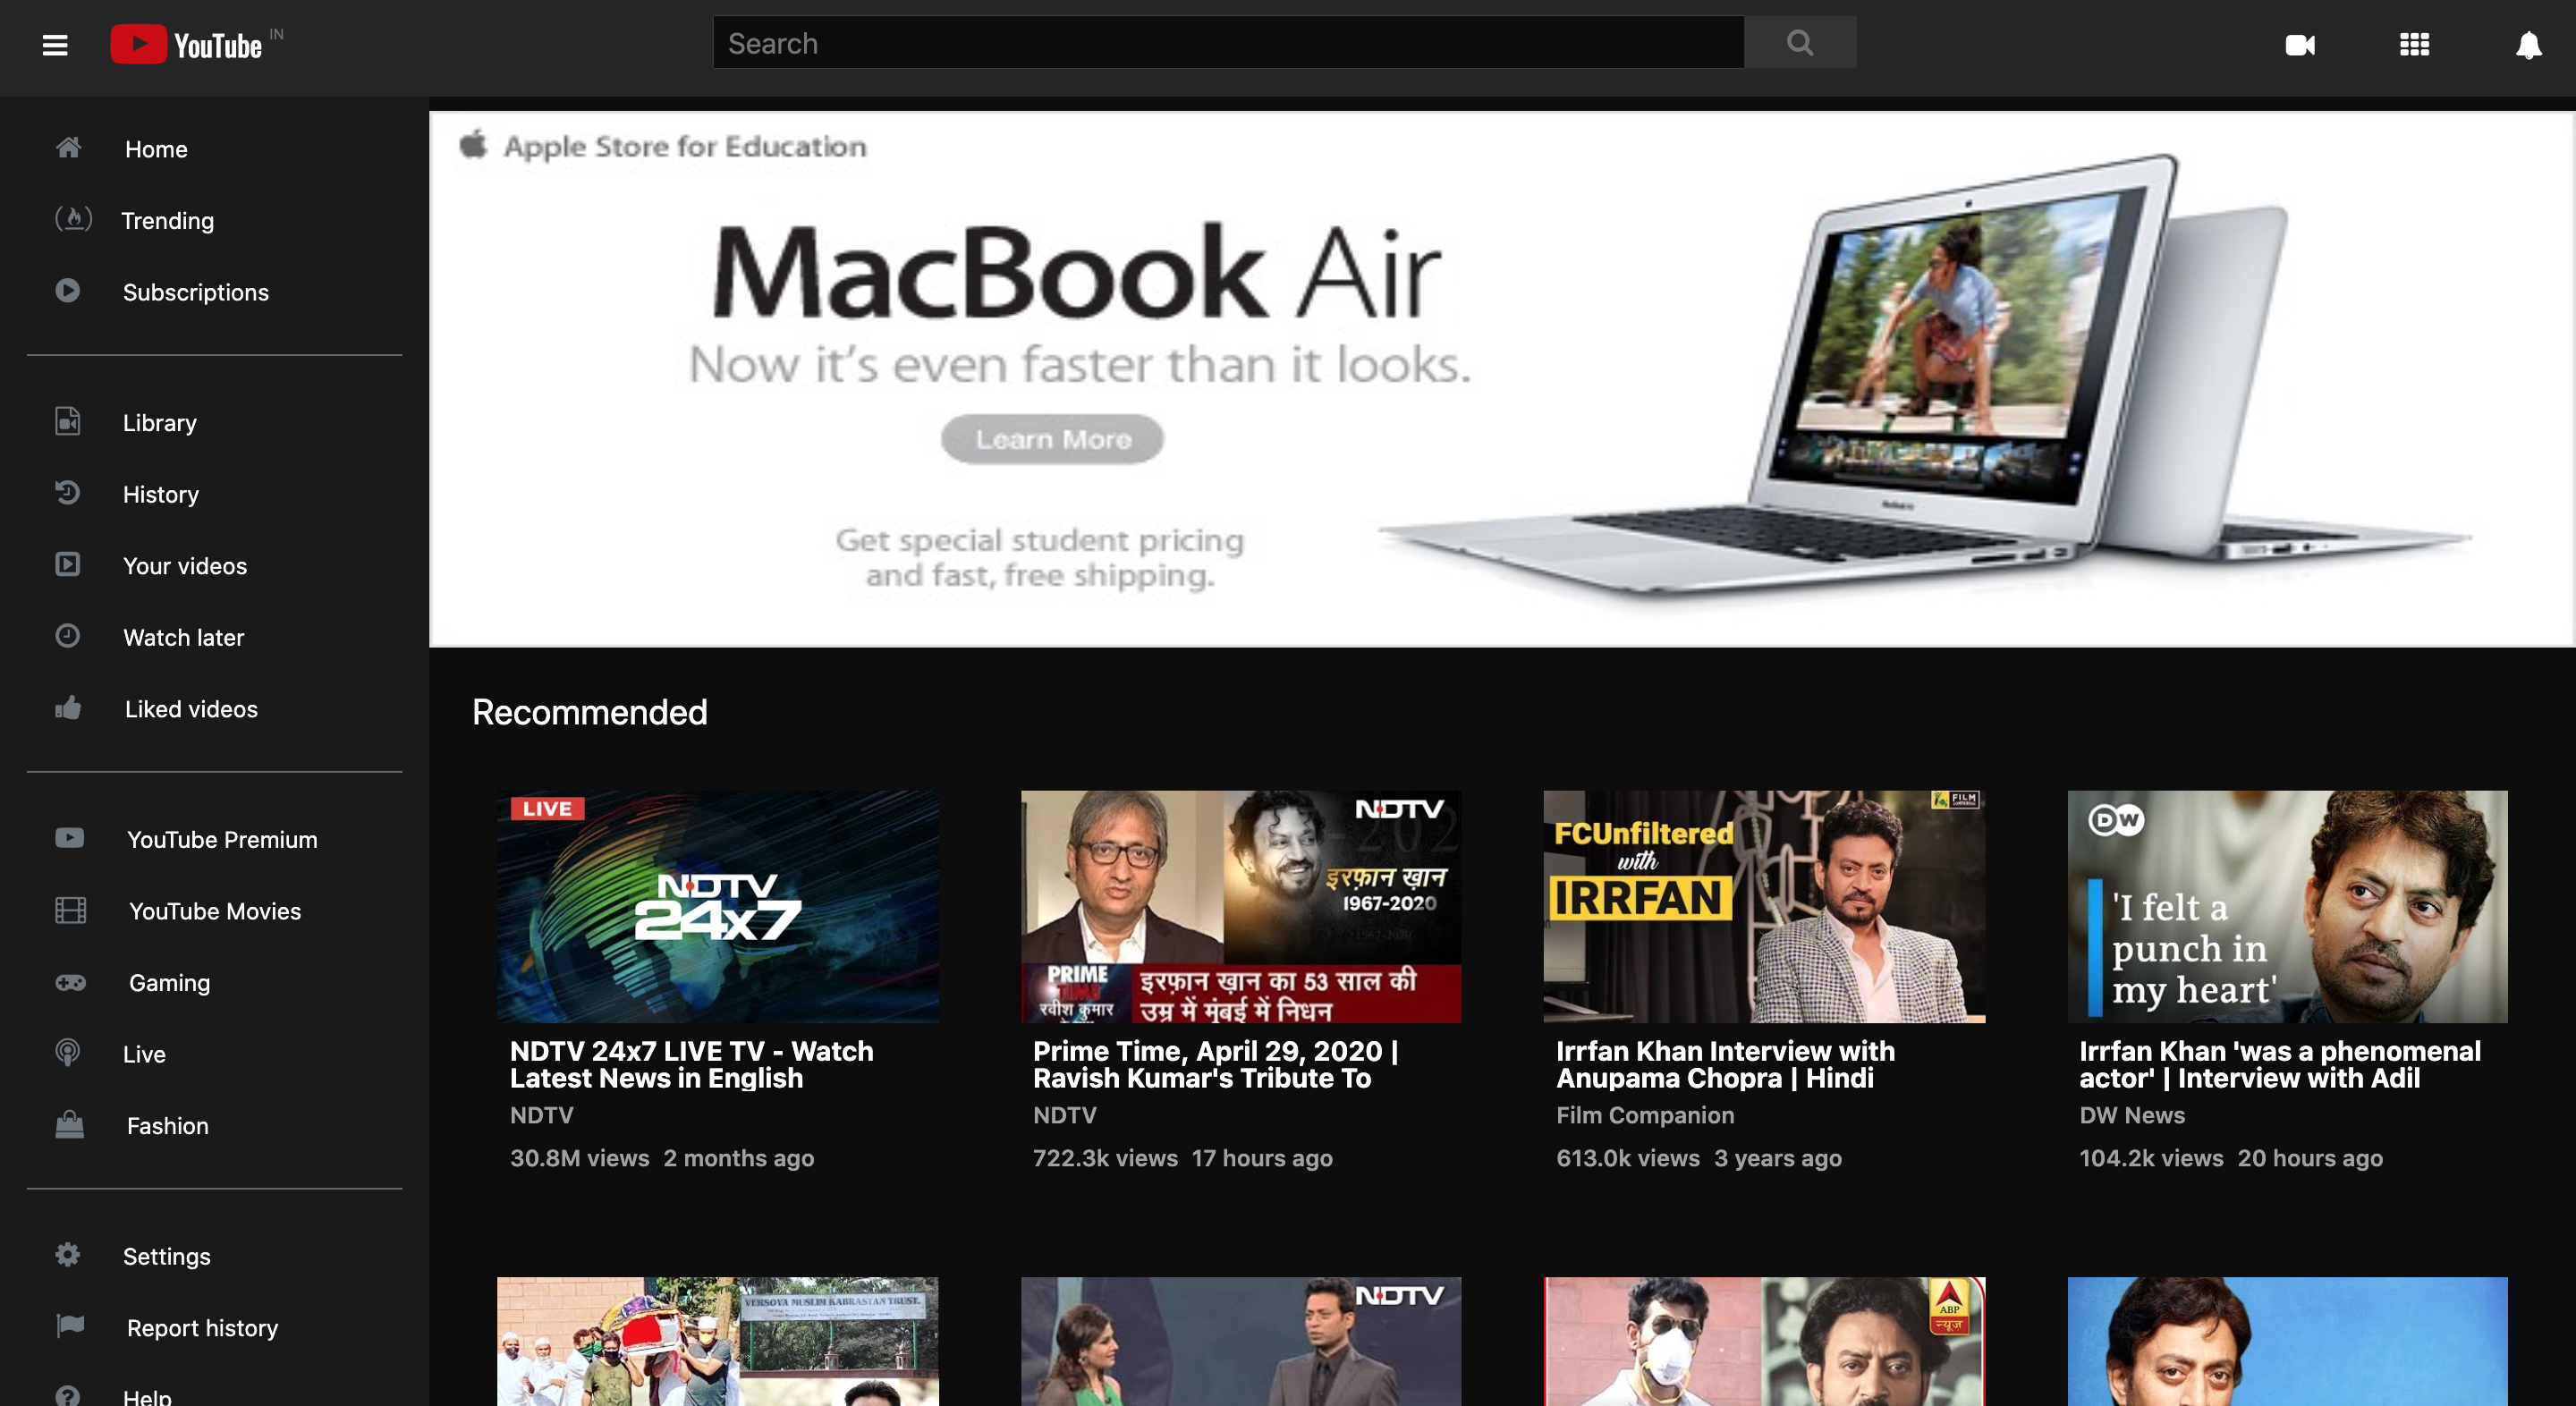 YouTube IN
Search
Home
Trending
Subscriptions
Library
History
Your videos
Watch later
Liked videos
YouTube Premium
YouTube Movies
Gaming
Live
Fashion
Settings
Report history
Help
Apple Store for Education
MacBook Air
Now it's even faster than it looks.
Learn More
Get special student pricing
and fast, free shipping.
Recommended
LIVE
NDTV
24x7
NDTV 24x7 LIVE TV - Watch
Latest News in English
NDTV
30.8M views 2 months ago
NDTV
इरफ़ान ख़ान
1967-2020
PRIME
TIME
रवीश कुमार
इरफ़ान ख़ान का 53 साल की
उम्र में मुंबई में निधन
Prime Time, April 29, 2020 |
Ravish Kumar's Tribute To
NDTV
722.3k views 17 hours ago
FILM
FCUnfiltered
with
IRRFAN
Irrfan Khan Interview with
Anupama Chopra | Hindi
Film Companion
613.0k views 3 years ago
DW
'I felt a
punch in
my heart'
Irrfan Khan 'was a phenomenal
actor' | Interview with Adil
DW News
104.2k views 20 hours ago
VERSOVA MUSLIM KABRASTAN TRUST.
NDTV
ABP
न्यूज़